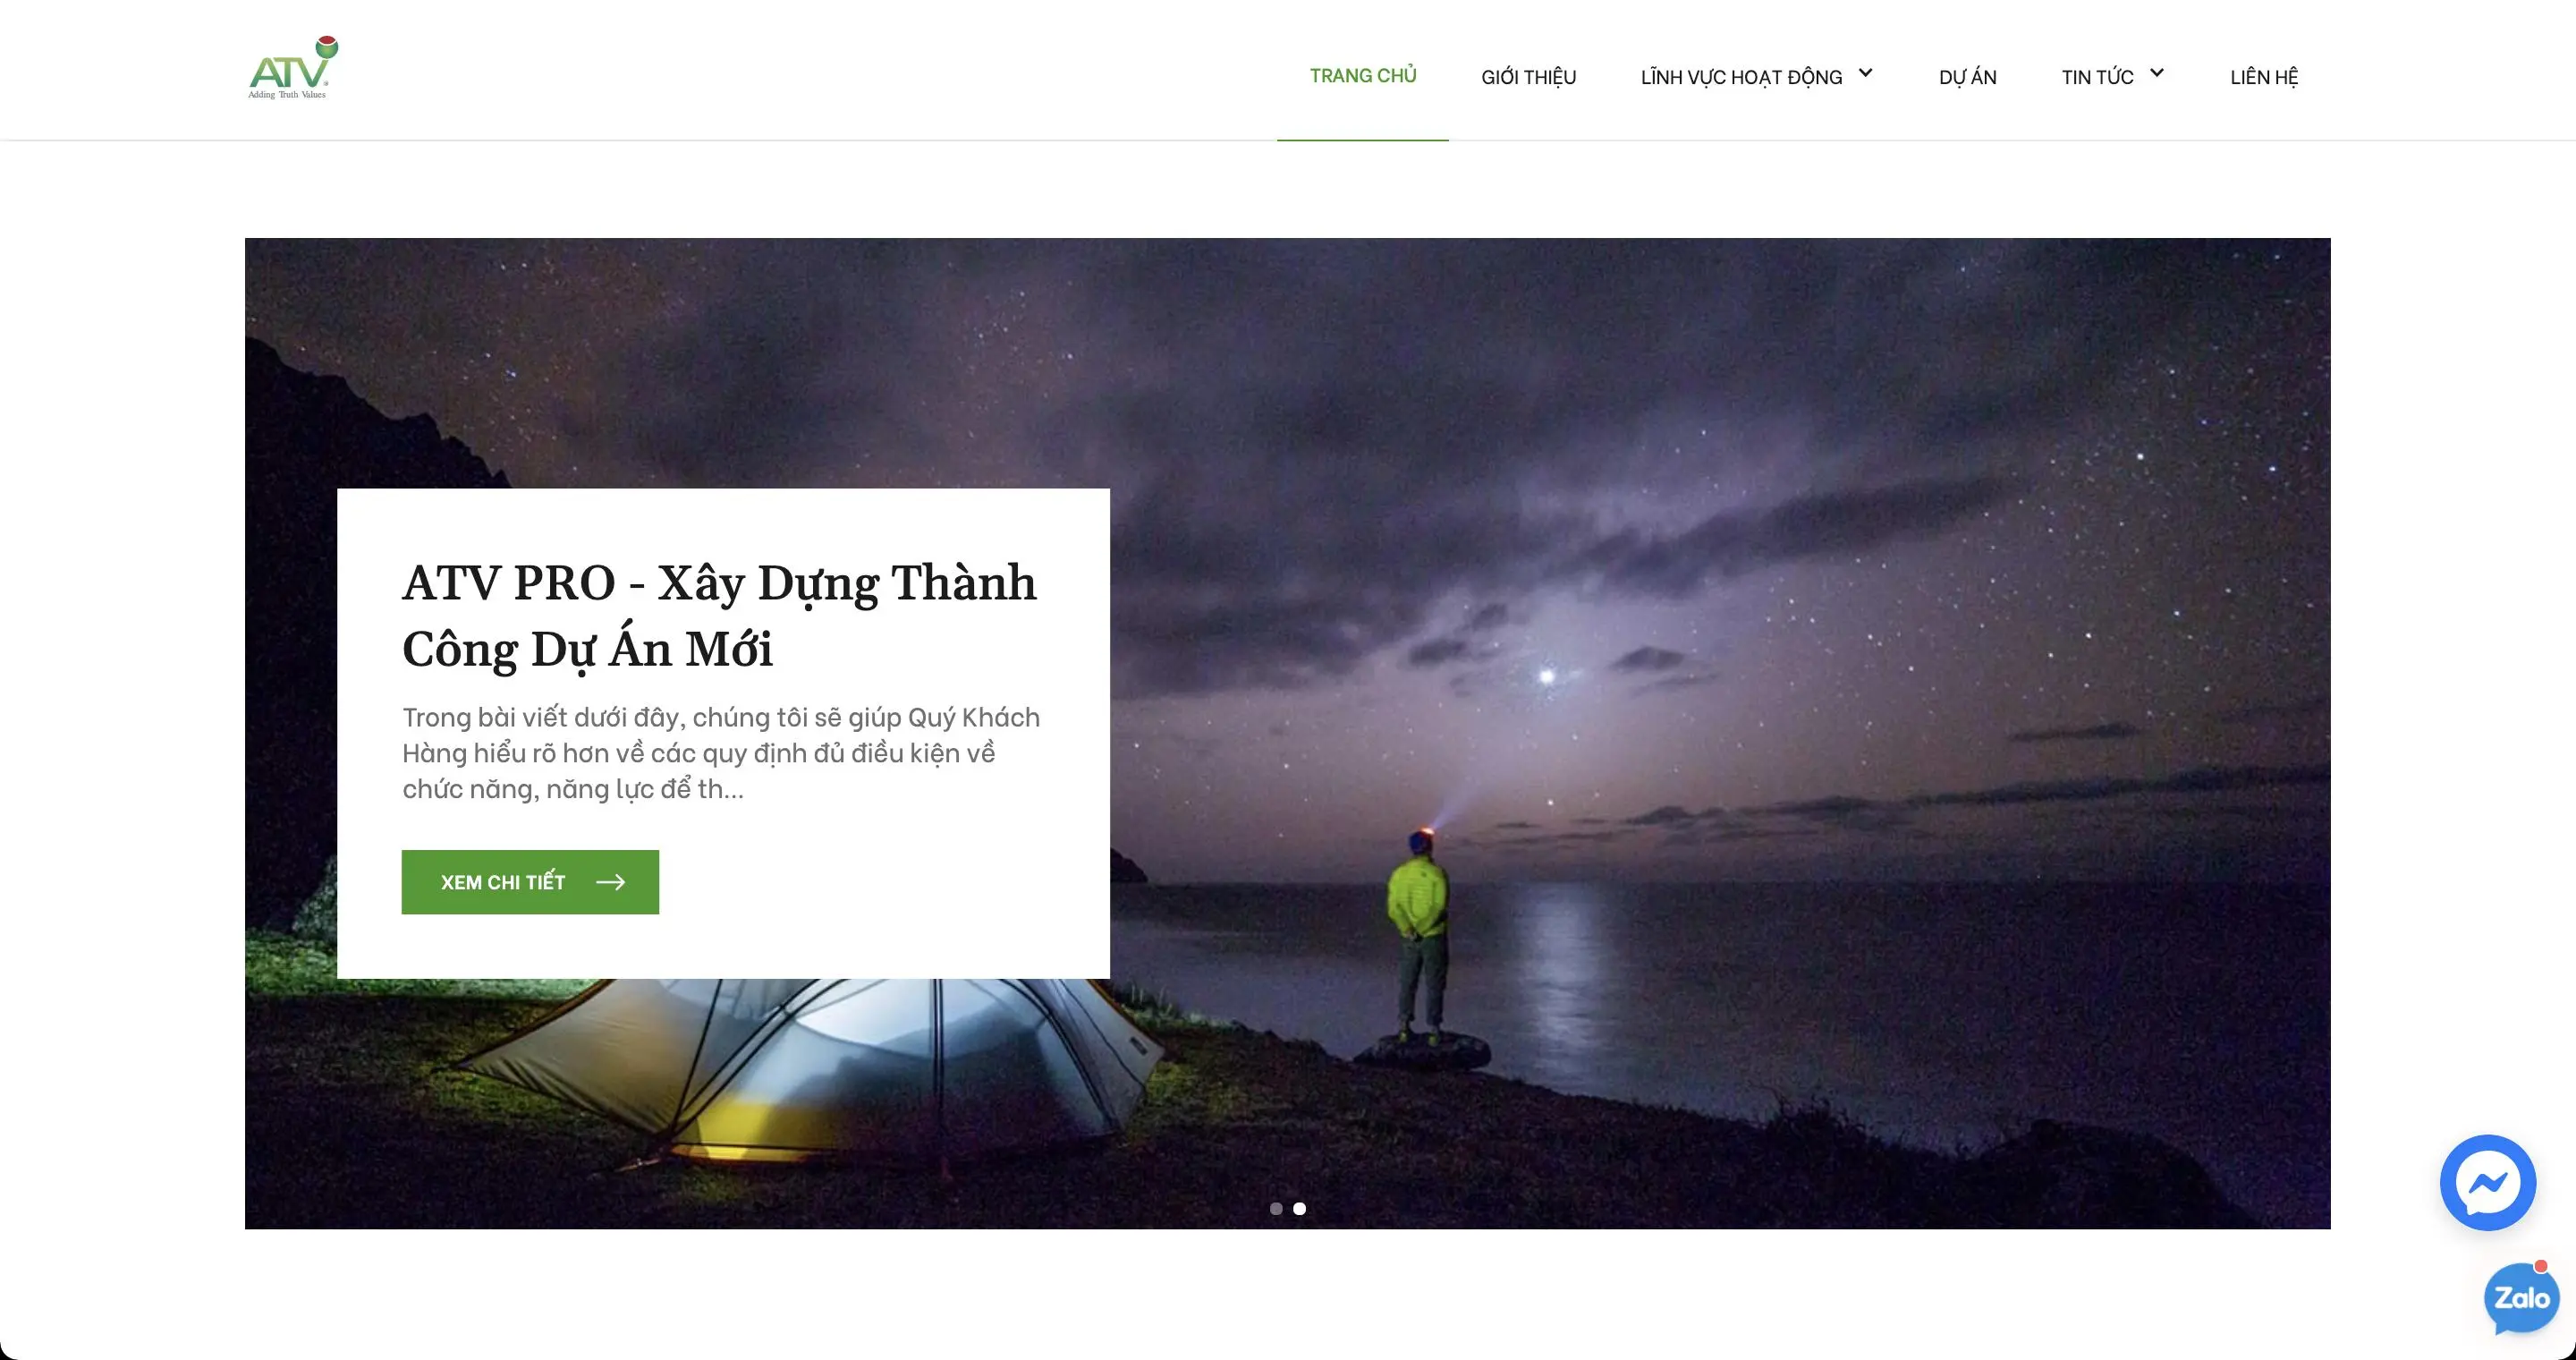 ATV
Adding Truth Values
TRANG CHỦ
GIỚI THIỆU
LĨNH VỰC HOẠT ĐỘNG
DỰ ÁN
TIN TỨC
LIÊN HỆ
ATV PRO - Xây Dựng Thành
Công Dự Án Mới
Trong bài viết dưới đây, chúng tôi sẽ giúp Quý Khách
Hàng hiểu rõ hơn về các quy định đủ điều kiện về
chức năng, năng lực để th...
XEM CHI TIẾT
Zalo